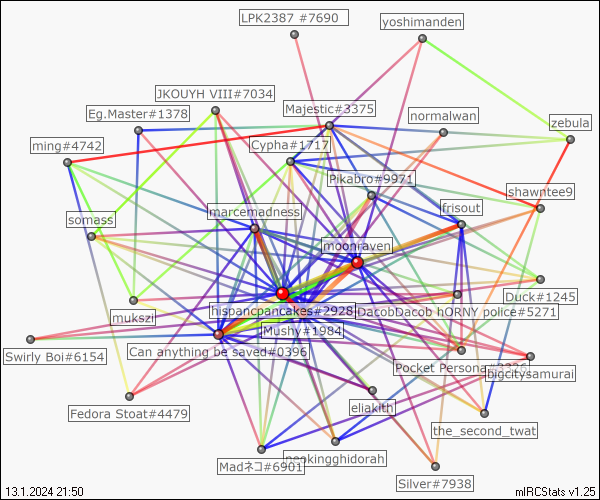 LPK2387 #7690
yoshimanden
JKOUYH VIII#7034
Majestic#3375
Eg.Master#1378
normalwan
zebula
ming#4742
Cypha#1717
Pikabro#9971
shawntee9
marcemadness
frisout
somass
moonraven
Duck#1245
mukszi
hispancpancakes#2928
DacobDacob hORNY police#5271
Mushy#1984
Swirly Boi#6154
Can anything be saved#0396
Pocket Persona#
bigcitysamurai
Fedora Stoat#4479
eliakith
the_second_twat
Madネコ#6901
neokingghidorah
Silver#7938
13.1.2024 21:50
mIRCStats v1.25